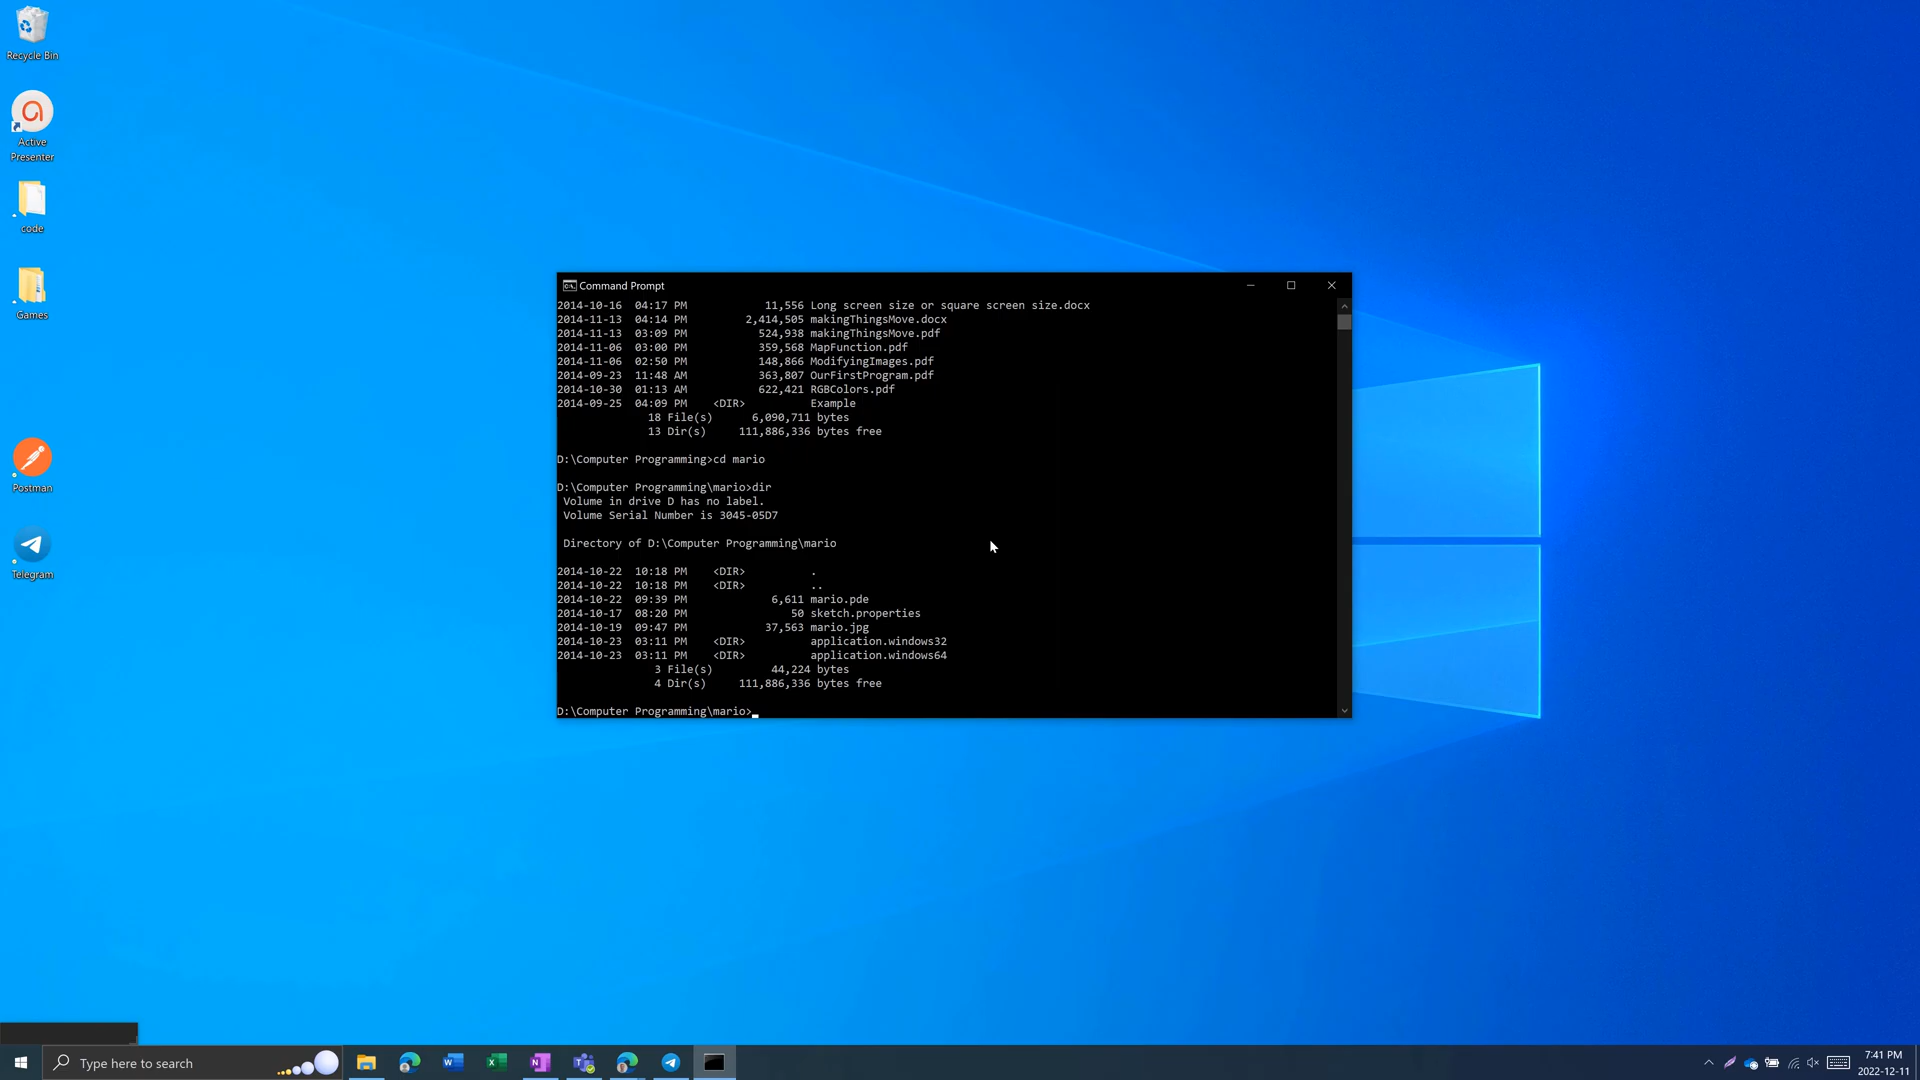 Recycle Bin
Active
Presenter
code
Games
Postman
Telegram
Command Prompt
2014-10-16  04:17 PM            11,556 Long screen size or square screen size.docx
2014-11-13  04:14 PM         2,414,505 makingThingsMove.docx
2014-11-13  03:09 PM           524,938 makingThingsMove.pdf
2014-11-06  03:00 PM           359,568 MapFunction.pdf
2014-11-06  02:50 PM           148,866 ModifyingImages.pdf
2014-09-23  11:48 AM           363,807 OurFirstProgram.pdf
2014-10-30  01:13 AM           622,421 RGBColors.pdf
2014-09-25  04:09 PM    <DIR>          Example
18 File(s)      6,090,711 bytes
13 Dir(s)     111,886,336 bytes free
D:\Computer Programming>cd mario
D:\Computer Programming\mario>dir
Volume in drive D has no label.
Volume Serial Number is 3045-05D7
Directory of D:\Computer Programming\mario
2014-10-22  10:18 PM    <DIR>          .
2014-10-22  10:18 PM    <DIR>          ..
2014-10-22  09:39 PM             6,611 mario.pde
2014-10-17  08:20 PM                50 sketch.properties
2014-10-19  09:47 PM            37,563 mario.jpg
2014-10-23  03:11 PM    <DIR>          application.windows32
2014-10-23  03:11 PM    <DIR>          application.windows64
3 File(s)         44,224 bytes
4 Dir(s)     111,886,336 bytes free
D:\Computer Programming\mario>
Type here to search
7:41 PM
2022-12-11